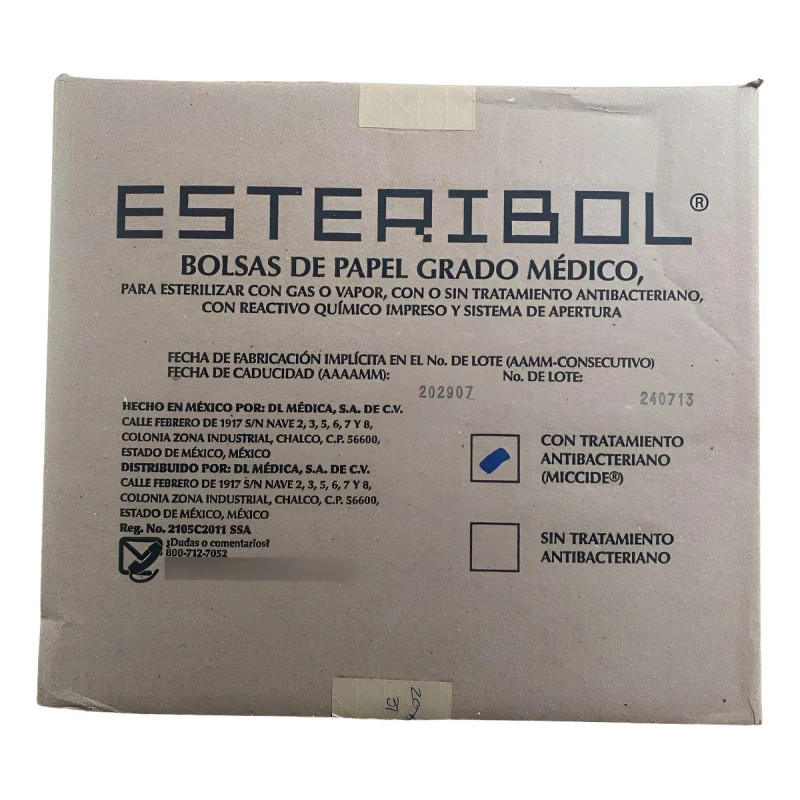 ESTERIBOL®
BOLSAS DE PAPEL GRADO MÉDICO,
PARA ESTERILIZAR CON GAS O VAPOR, CON O SIN TRATAMIENTO ANTIBACTERIANO,
CON REACTIVO QUÍMICO IMPRESO Y SISTEMA DE APERTURA
FECHA DE FABRICACIÓN IMPLÍCITA EN EL No. DE LOTE (AAMM-CONSECUTIVO)
FECHA DE CADUCIDAD (AAAAMM): 202907 No. DE LOTE: 240713
HECHO EN MÉXICO POR: DL MÉDICA, S.A. DE C.V.
CALLE FEBRERO DE 1917 S/N NAVE 2, 3, 5, 6, 7 Y 8,
COLONIA ZONA INDUSTRIAL, CHALCO, C.P. 56600,
ESTADO DE MÉXICO, MÉXICO
DISTRIBUIDO POR: DL MÉDICA, S.A. DE C.V.
CALLE FEBRERO DE 1917 S/N NAVE 2, 3, 5, 6, 7 Y 8,
COLONIA ZONA INDUSTRIAL, CHALCO, C.P. 56600,
ESTADO DE MÉXICO, MÉXICO
Reg. No. 2105C2011 SSA
¿Dudas o comentarios?
800-712-7052
CON TRATAMIENTO
ANTIBACTERIANO
(MICCIDE®)
SIN TRATAMIENTO
ANTIBACTERIANO